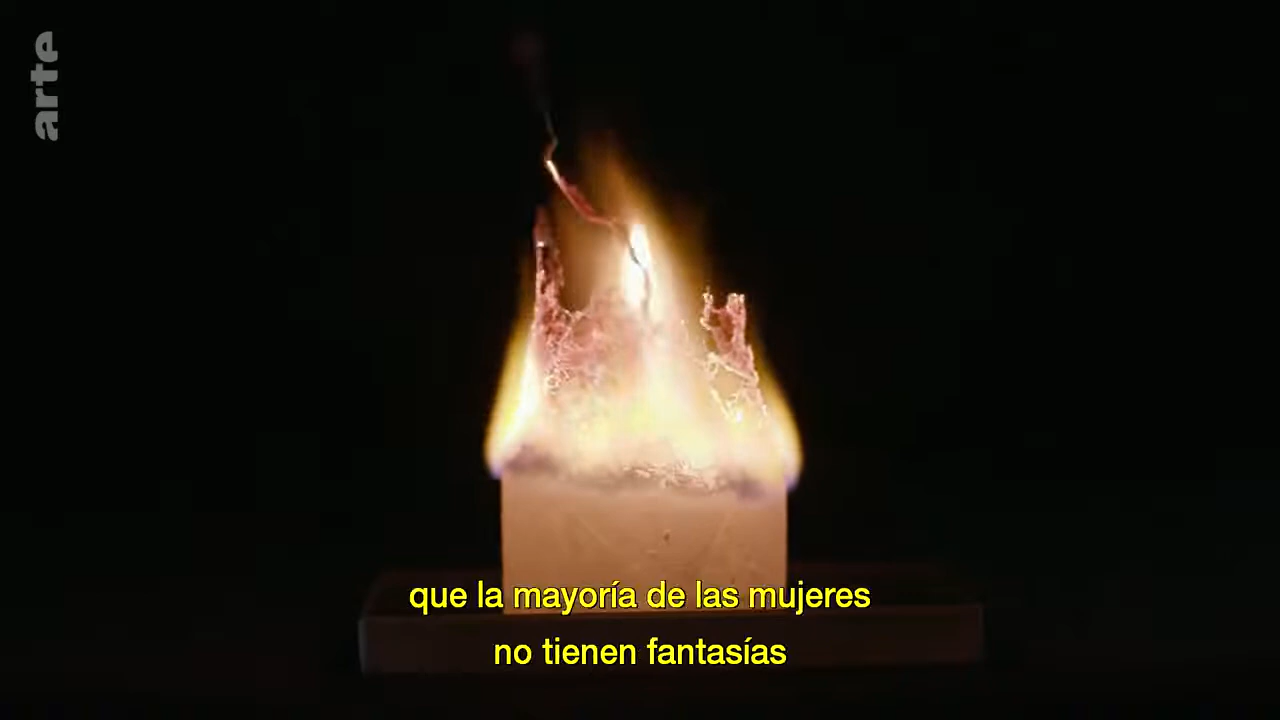 arte
que la mayoría de las mujeres
no tienen fantasías